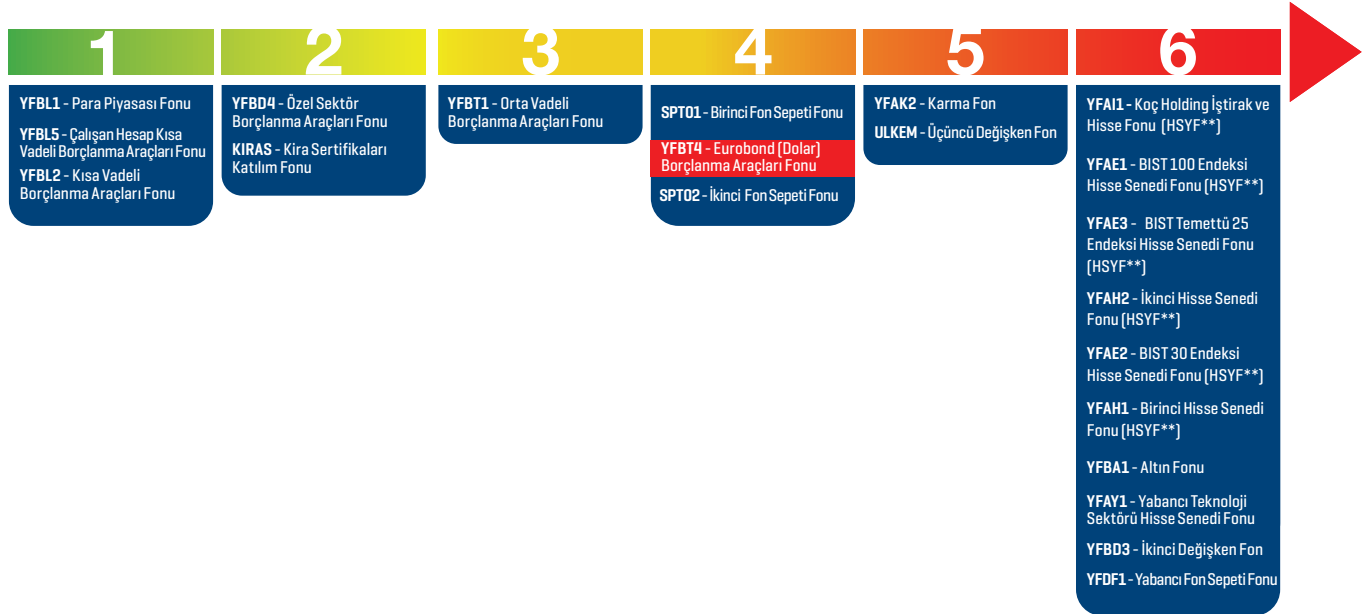 1
YFBL1 - Para Piyasası Fonu
YFBL5 - Çalışan Hesap Kısa
Vadeli Borçlanma Araçları Fonu
YFBL2 - Kısa Vadeli
Borçlanma Araçları Fonu
2
YFBD4 - Özel Sektör
Borçlanma Araçları Fonu
KIRAS - Kira Sertifikaları
Katılım Fonu
3
YFBT1 - Orta Vadeli
Borçlanma Araçları Fonu
4
SPT01 - Birinci Fon Sepeti Fonu
YFBT4 - Eurobond (Dolar)
Borçlanma Araçları Fonu
SPT02 - İkinci Fon Sepeti Fonu
5
YFAK2 - Karma Fon
ULKEM - Üçüncü Değişken Fon
6
YFAI1 - Koç Holding İştirak ve
Hisse Fonu (HSYF**)
YFAE1 - BIST 100 Endeksi
Hisse Senedi Fonu (HSYF**)
YFAE3 - BIST Temettü 25
Endeksi Hisse Senedi Fonu
(HSYF**)
YFAH2 - İkinci Hisse Senedi
Fonu (HSYF**)
YFAE2 - BIST 30 Endeksi
Hisse Senedi Fonu (HSYF**)
YFAH1 - Birinci Hisse Senedi
Fonu (HSYF**)
YFBA1 - Altın Fonu
YFAY1 - Yabancı Teknoloji
Sektörü Hisse Senedi Fonu
YFBD3 - İkinci Değişken Fon
YFDF1 - Yabancı Fon Sepeti Fonu